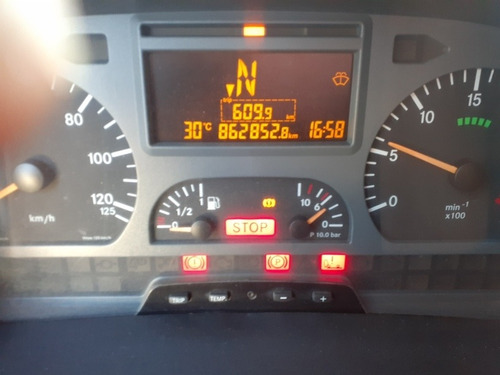 N
trip
609.9 km
30°C 862852.8km 16:58
80
100
120
125
km/h
1/2
STOP
10 6
0
P 10.0 bar
15
10
5
0
min⁻¹
x100
P
TRIP TEMP. - +